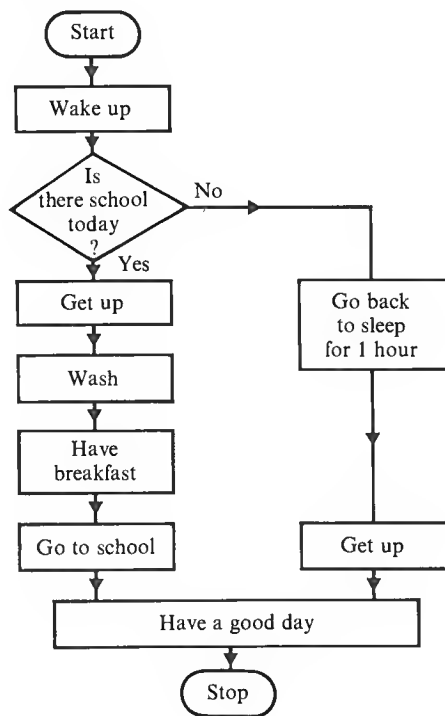 Start
Wake up
Is
there school
today
?
No
Yes
Get up
Wash
Have
breakfast
Go to school
Go back
to sleep
for 1 hour
Get up
Have a good day
Stop